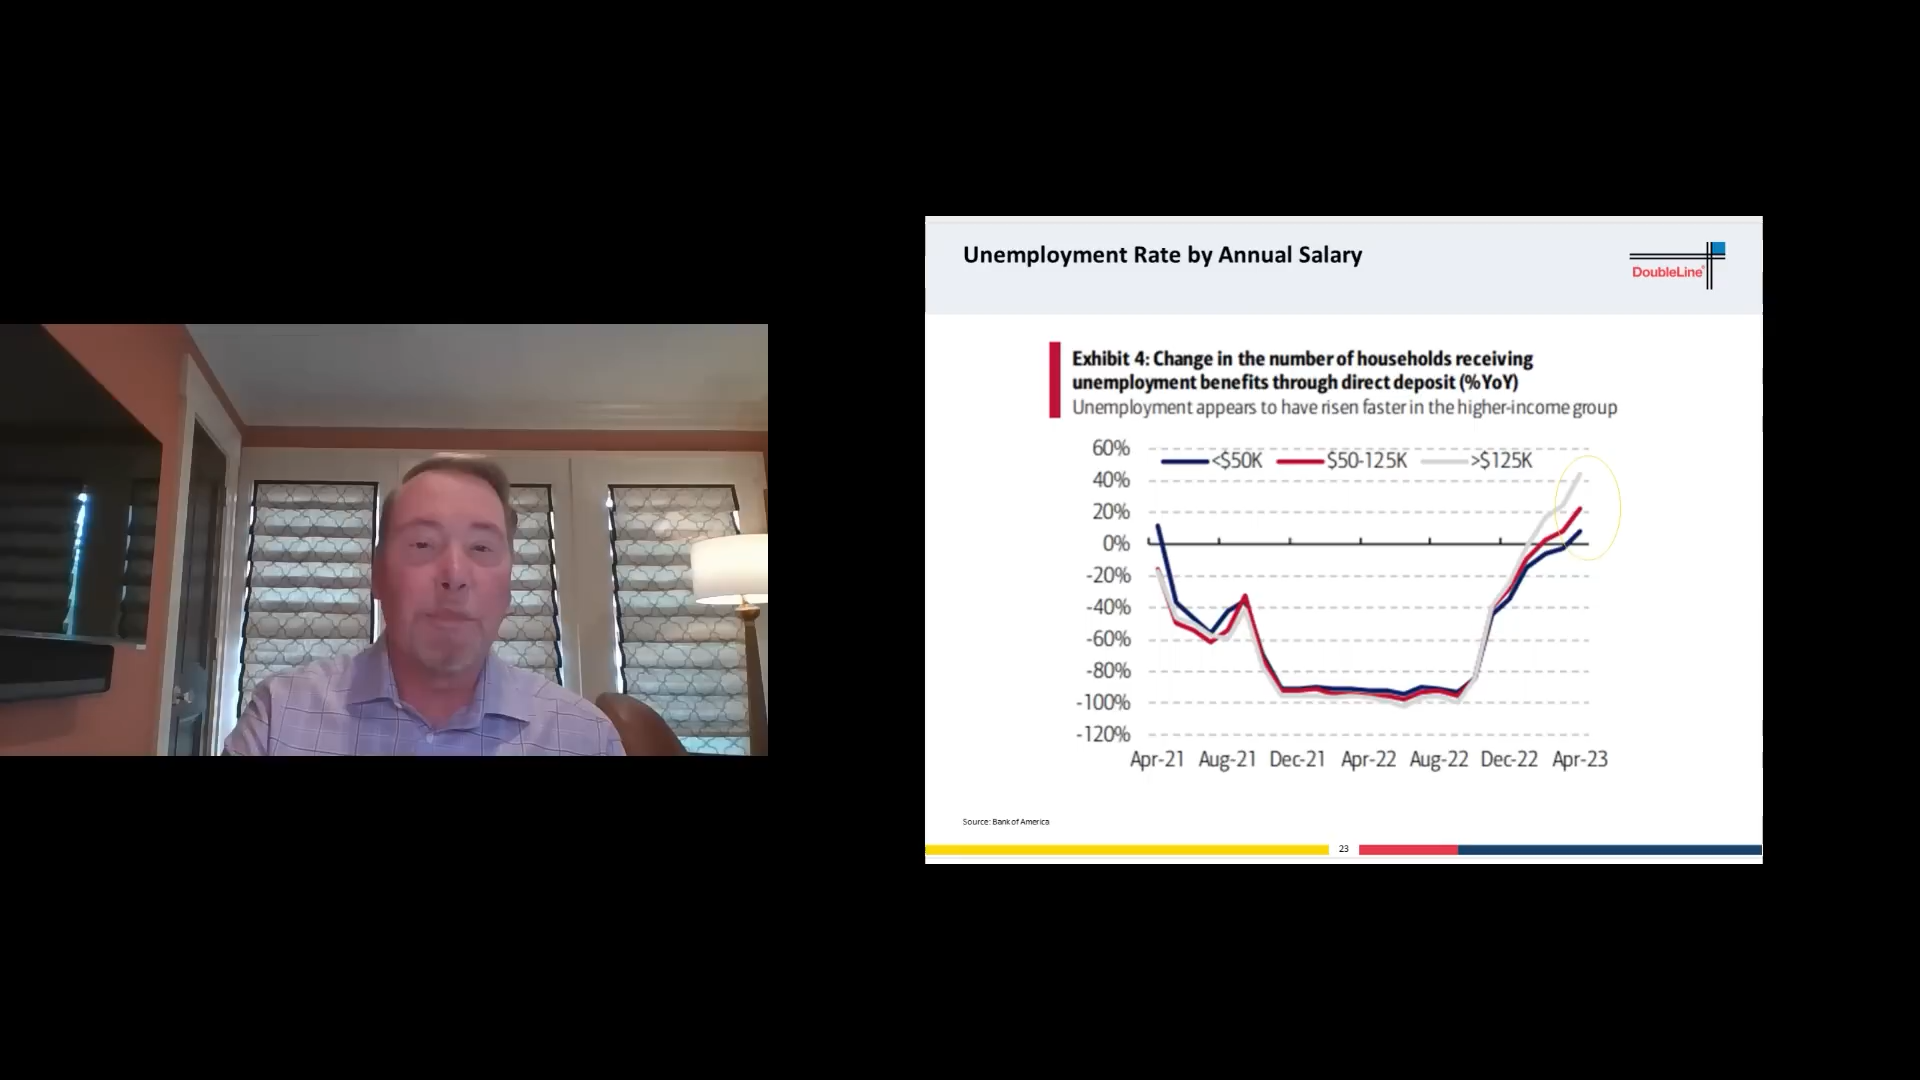 Unemployment Rate by Annual Salary
DoubleLine®
Exhibit 4: Change in the number of households receiving
unemployment benefits through direct deposit (%YoY)
Unemployment appears to have risen faster in the higher-income group
60%
<$50K $50-125K >$125K
40%
20%
0%
-20%
-40%
-60%
-80%
-100%
-120%
Apr-21 Aug-21 Dec-21 Apr-22 Aug-22 Dec-22 Apr-23
Source: Bank of America
23